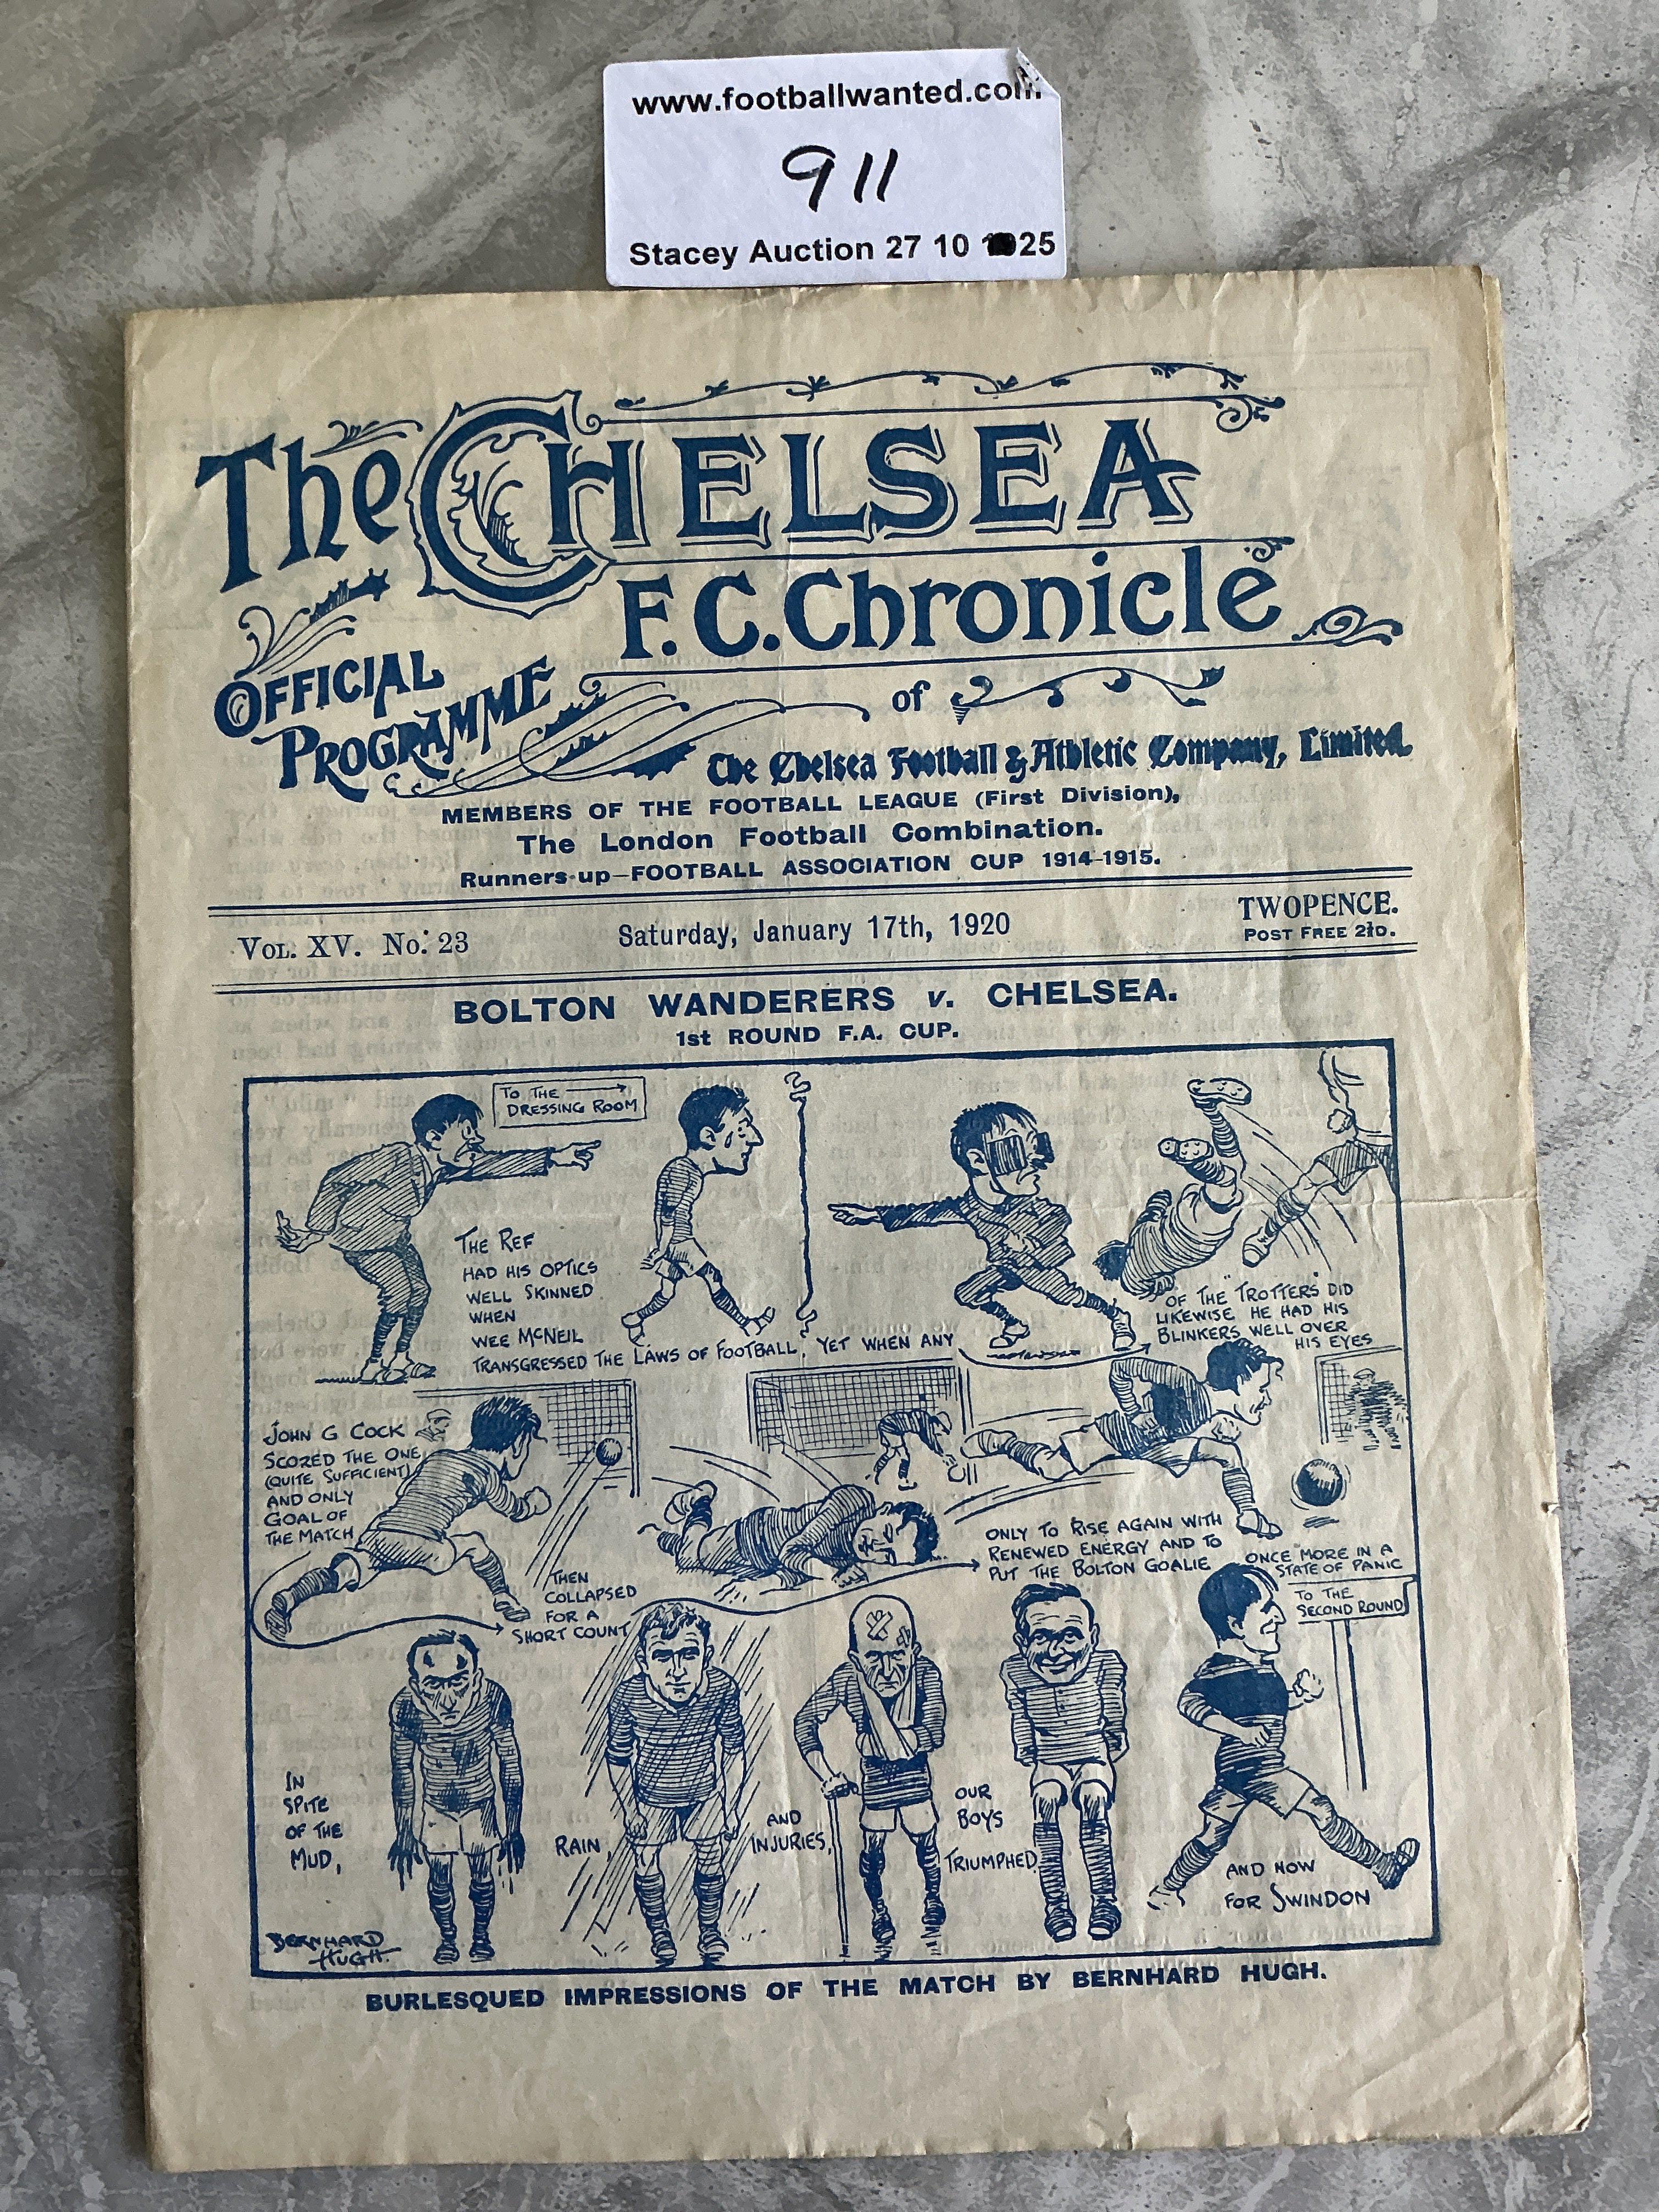 www.footballwanted.com
911
Stacey Auction 27 10 25
The CHELSEA
F.C. Chronicle
OFFICIAL
PROGRAMME
of
The Chelsea Football & Athletic Company, Limited.
MEMBERS OF THE FOOTBALL LEAGUE (First Division),
The London Football Combination.
Runners-up—FOOTBALL ASSOCIATION CUP 1914-1915.
VOL. XV. No. 23
Saturday, January 17th, 1920
TWOPENCE.
POST FREE 2½D.
BOLTON WANDERERS v. CHELSEA.
1st ROUND F.A. CUP.
TO THE
DRESSING ROOM
THE REF
HAD HIS OPTICS
WELL SKINNED
WHEN
WEE McNEIL
TRANSGRESSED THE LAWS OF FOOTBALL, YET WHEN ANY
OF THE "TROTTERS" DID
LIKEWISE HE HAD HIS
BLINKERS WELL OVER
HIS EYES
JOHN G COCK
SCORED THE ONE
(QUITE SUFFICIENT)
AND ONLY
GOAL OF
THE MATCH
THEN
COLLAPSED
FOR A
SHORT COUNT
ONLY TO RISE AGAIN WITH
RENEWED ENERGY AND TO
PUT THE BOLTON GOALIE
ONCE MORE IN A
STATE OF PANIC
TO THE
SECOND ROUND
IN
SPITE
OF THE
MUD,
RAIN,
AND
INJURIES,
OUR
BOYS
TRIUMPHED
AND NOW
FOR SWINDON
BERNHARD
HUGH.
BURLESQUED IMPRESSIONS OF THE MATCH BY BERNHARD HUGH.